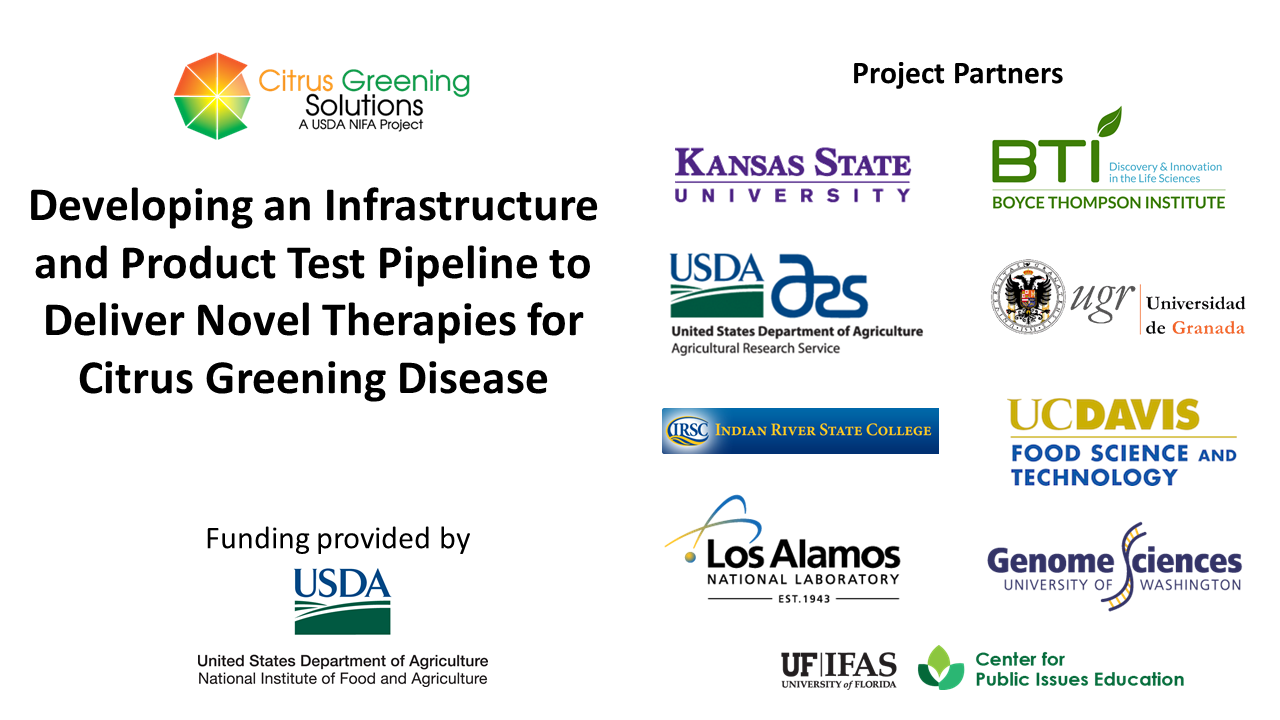 Citrus Greening
Solutions
A USDA NIFA Project
Developing an Infrastructure
and Product Test Pipeline to
Deliver Novel Therapies for
Citrus Greening Disease
Funding provided by
USDA
United States Department of Agriculture
National Institute of Food and Agriculture
Project Partners
KANSAS STATE
UNIVERSITY
BTI
Discovery & Innovation
in the Life Sciences
BOYCE THOMPSON INSTITUTE
USDA ars
United States Department of Agriculture
Agricultural Research Service
ugr
Universidad
de Granada
IRSC INDIAN RIVER STATE COLLEGE
UCDAVIS
FOOD SCIENCE AND
TECHNOLOGY
Los Alamos
NATIONAL LABORATORY
EST.1943
Genome Sciences
UNIVERSITY OF WASHINGTON
UF|IFAS
UNIVERSITY of FLORIDA
Center for
Public Issues Education